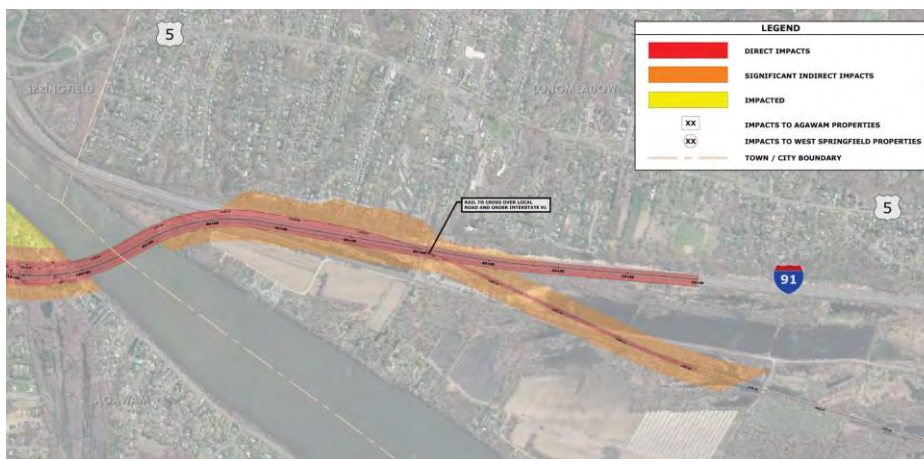 5
SPRINGFIELD
LONGMEADOW
LEGEND
DIRECT IMPACTS
SIGNIFICANT INDIRECT IMPACTS
IMPACTED
XX
IMPACTS TO AGAWAM PROPERTIES
XX
IMPACTS TO WEST SPRINGFIELD PROPERTIES
TOWN / CITY BOUNDARY
RAIL TO CROSS OVER LOCAL
ROAD AND UNDER INTERSTATE 91
5
91
AGAWAM